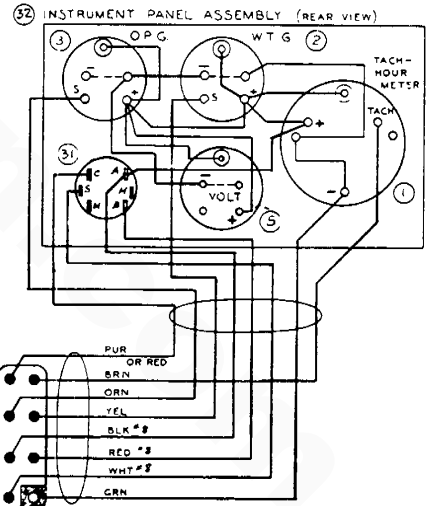 32 INSTRUMENT PANEL ASSEMBLY (REAR VIEW)
3 O.P.G. W T G 2
TACH-
HOUR
METER
- + S
- + S
+ TACH
-
1
31
C A
S H
M B
- VOLT +
5
PUR
OR RED
BRN
ORN
YEL
BLK #8
RED #8
WHT #8
GRN